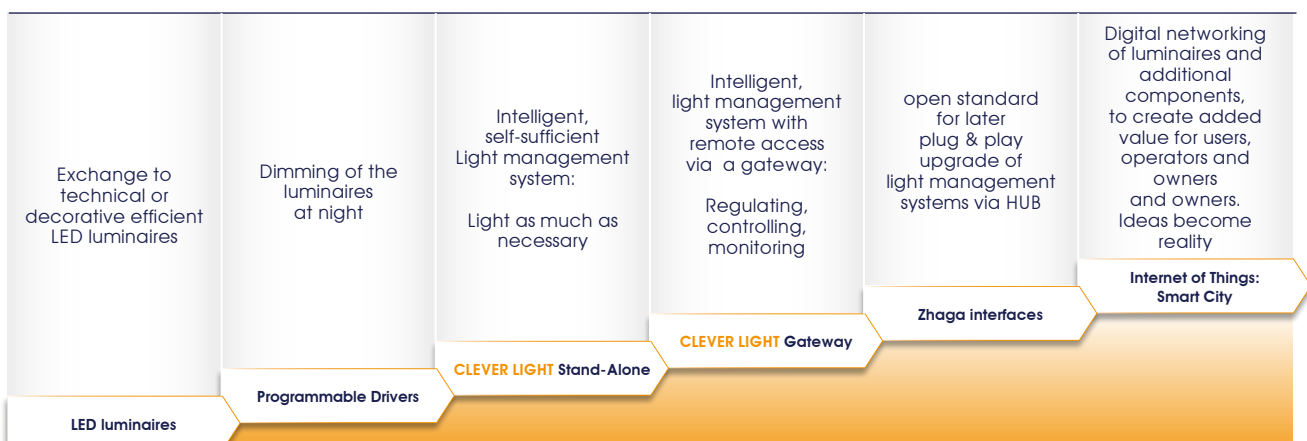 Exchange to
technical or
decorative efficient
LED luminaires
LED luminaires
Dimming of the
luminaires
at night
Programmable Drivers
Intelligent,
self-sufficient
Light management
system:
Light as much as
necessary
CLEVER LIGHT Stand-Alone
Intelligent,
light management
system with
remote access
via a gateway:
Regulating,
controlling,
monitoring
CLEVER LIGHT Gateway
open standard
for later
plug & play
upgrade of
light management
systems via HUB
Zhaga interfaces
Digital networking
of luminaires and
additional
components,
to create added
value for users,
operators and
owners
and owners.
Ideas become
reality
Internet of Things:
Smart City